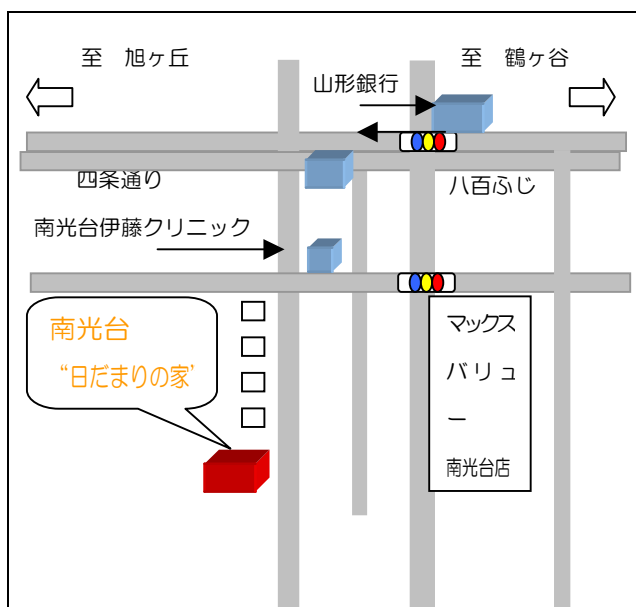 至　旭ヶ丘
至　鶴ヶ谷
山形銀行
四条通り
八百ふじ
南光台伊藤クリニック
南光台
“日だまりの家’
マックス
バリュ
ー
南光台店